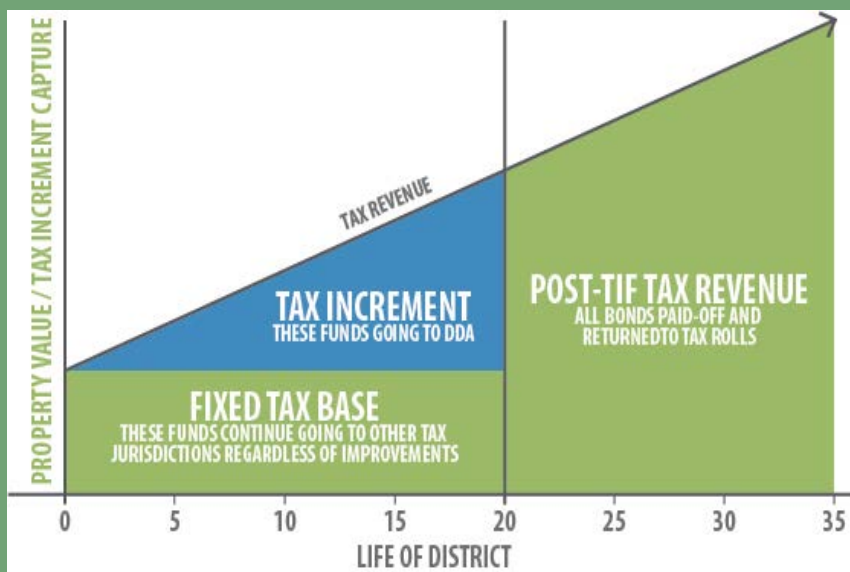 PROPERTY VALUE / TAX INCREMENT CAPTURE
TAX REVENUE
TAX INCREMENT
THESE FUNDS GOING TO DDA
POST-TIF TAX REVENUE
ALL BONDS PAID-OFF AND
RETURNEDTO TAX ROLLS
FIXED TAX BASE
THESE FUNDS CONTINUE GOING TO OTHER TAX
JURISDICTIONS REGARDLESS OF IMPROVEMENTS
0 5 10 15 20 25 30 35
LIFE OF DISTRICT